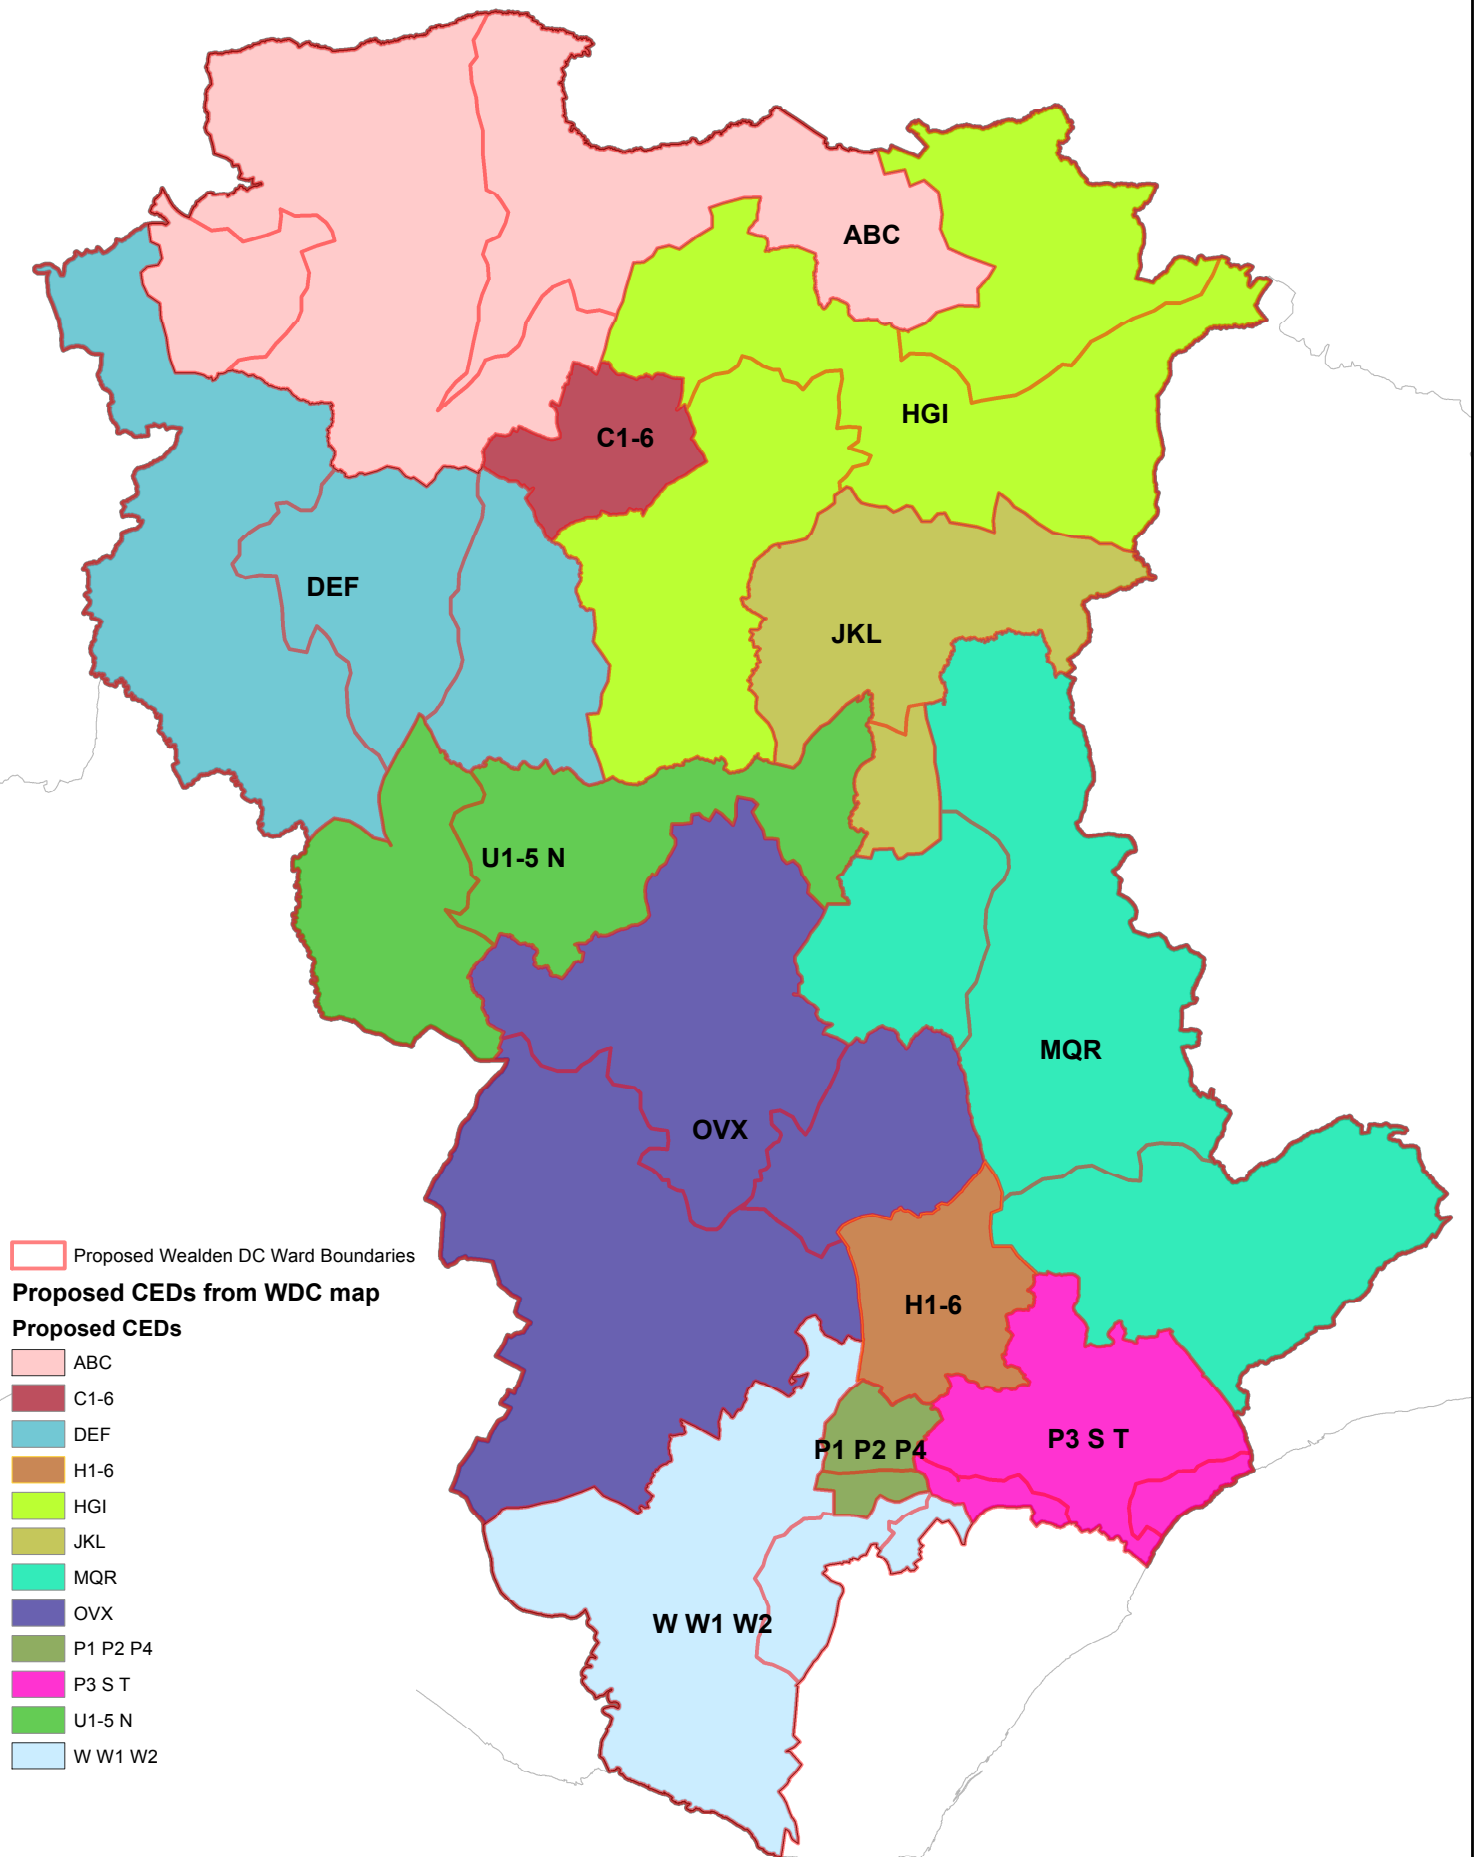 ABC
HGI
C1-6
DEF
JKL
U1-5 N
MQR
OVX
H1-6
P1 P2 P4
P3 S T
W W1 W2
Proposed Wealden DC Ward Boundaries
Proposed CEDs from WDC map
Proposed CEDs
ABC
C1-6
DEF
H1-6
HGI
JKL
MQR
OVX
P1 P2 P4
P3 S T
U1-5 N
W W1 W2